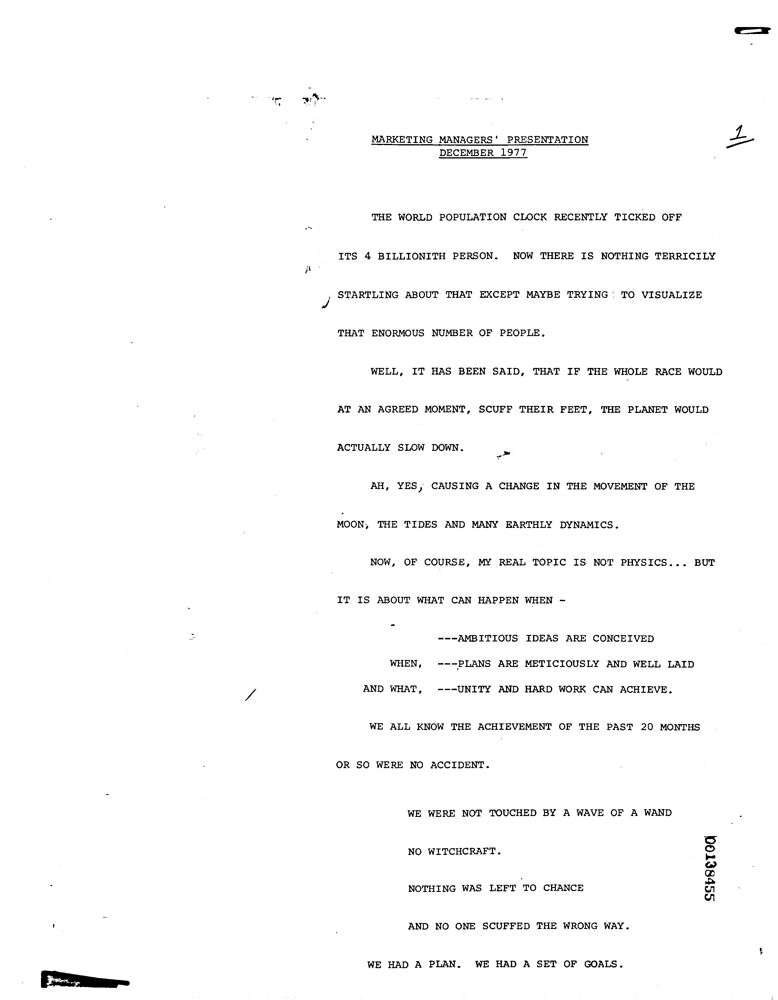 MARKETING MANAGERS' PRESENTATION
DECEMBER 1977
1
THE WORLD POPULATION CLOCK RECENTLY TICKED OFF
ITS 4 BILLIONITH PERSON. NOW THERE IS NOTHING TERRICILY
STARTLING ABOUT THAT EXCEPT MAYBE TRYING TO VISUALIZE
THAT ENORMOUS NUMBER OF PEOPLE.
WELL, IT HAS BEEN SAID, THAT IF THE WHOLE RACE WOULD
AT AN AGREED MOMENT, SCUFF THEIR FEET, THE PLANET WOULD
ACTUALLY SLOW DOWN.
AH, YES, CAUSING A CHANGE IN THE MOVEMENT OF THE
MOON, THE TIDES AND MANY EARTHLY DYNAMICS.
NOW, OF COURSE, MY REAL TOPIC IS NOT PHYSICS... BUT
IT IS ABOUT WHAT CAN HAPPEN WHEN -
---AMBITIOUS IDEAS ARE CONCEIVED
WHEN, ---PLANS ARE METICIOUSLY AND WELL LAID
AND WHAT, ---UNITY AND HARD WORK CAN ACHIEVE.
WE ALL KNOW THE ACHIEVEMENT OF THE PAST 20 MONTHS
OR SO WERE NO ACCIDENT.
WE WERE NOT TOUCHED BY A WAVE OF A WAND
NO WITCHCRAFT.
NOTHING WAS LEFT TO CHANCE
AND NO ONE SCUFFED THE WRONG WAY.
WE HAD A PLAN. WE HAD A SET OF GOALS.
00138455